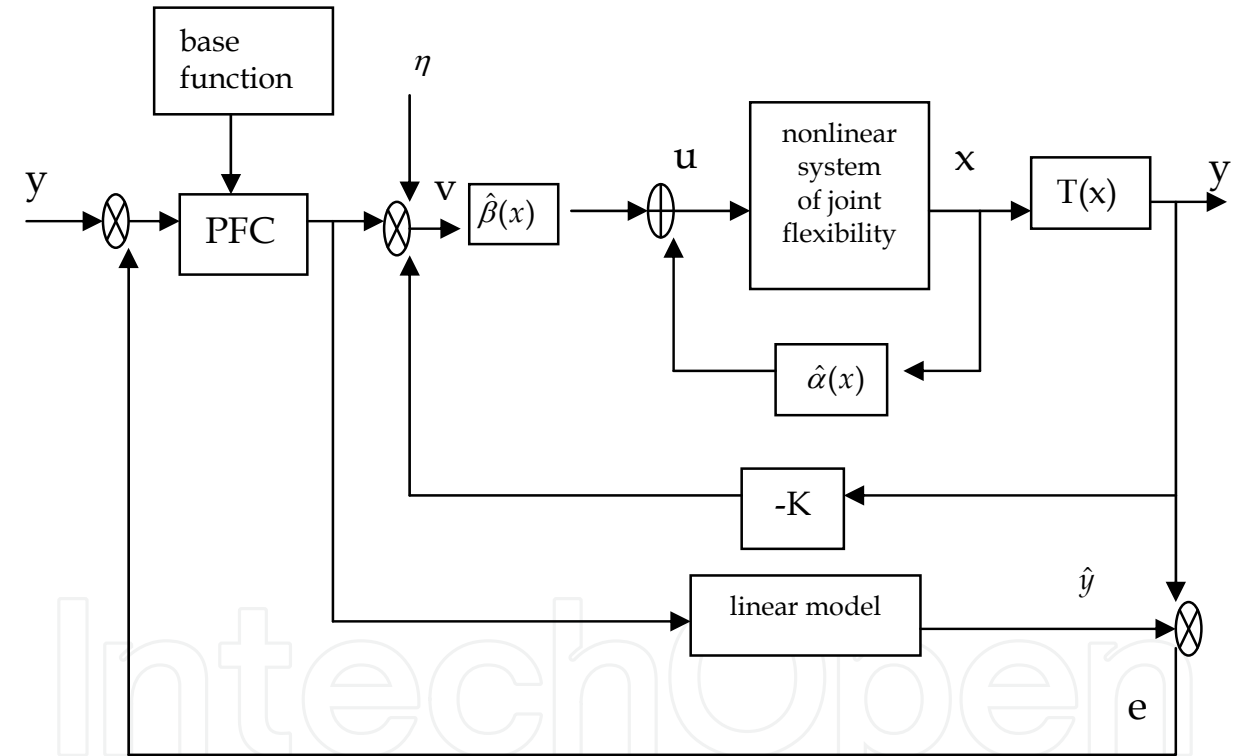 base
function
η
y
PFC
v
β̂(x)
u
nonlinear
system
of joint
flexibility
x
T(x)
y
α̂(x)
-K
linear model
ŷ
e
IntechOpen